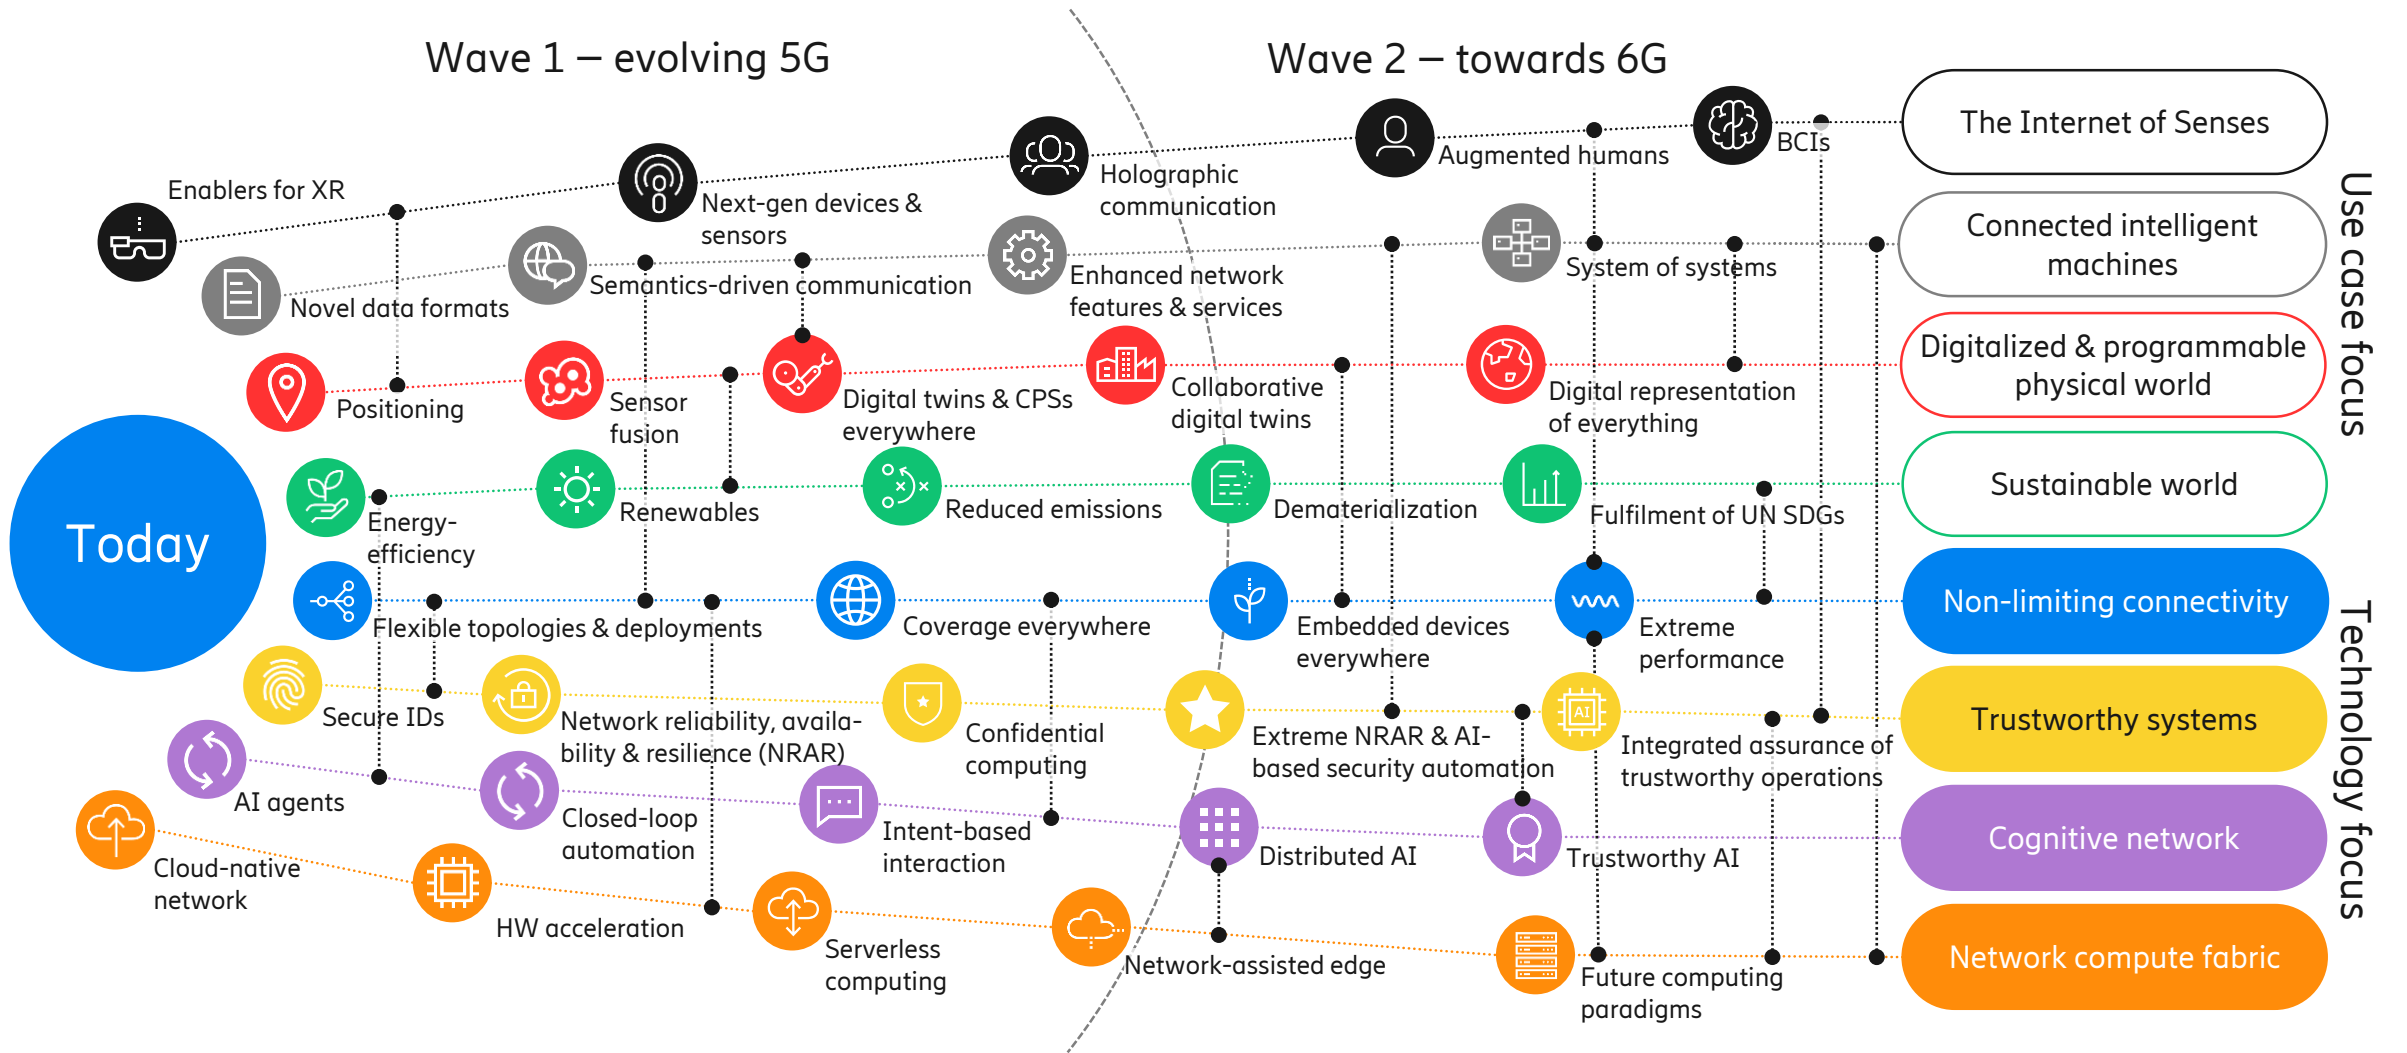 Wave 1 – evolving 5G
Wave 2 – towards 6G
Enablers for XR
Next-gen devices &
sensors
Holographic
communication
Augmented humans
BCIs
The Internet of Senses
Novel data formats
Semantics-driven communication
Enhanced network
features & services
System of systems
Connected intelligent
machines
Positioning
Sensor
fusion
Digital twins & CPSs
everywhere
Collaborative
digital twins
Digital representation
of everything
Digitalized & programmable
physical world
Use case focus
Today
Energy-
efficiency
Renewables
Reduced emissions
Dematerialization
Fulfilment of UN SDGs
Sustainable world
Flexible topologies & deployments
Coverage everywhere
Embedded devices
everywhere
Extreme
performance
Non-limiting connectivity
Secure IDs
Network reliability, availa-
bility & resilience (NRAR)
Confidential
computing
Extreme NRAR & AI-
based security automation
AI
Integrated assurance of
trustworthy operations
Trustworthy systems
AI agents
Closed-loop
automation
Intent-based
interaction
Distributed AI
Trustworthy AI
Cognitive network
Cloud-native
network
HW acceleration
Serverless
computing
Network-assisted edge
Future computing
paradigms
Network compute fabric
Technology focus